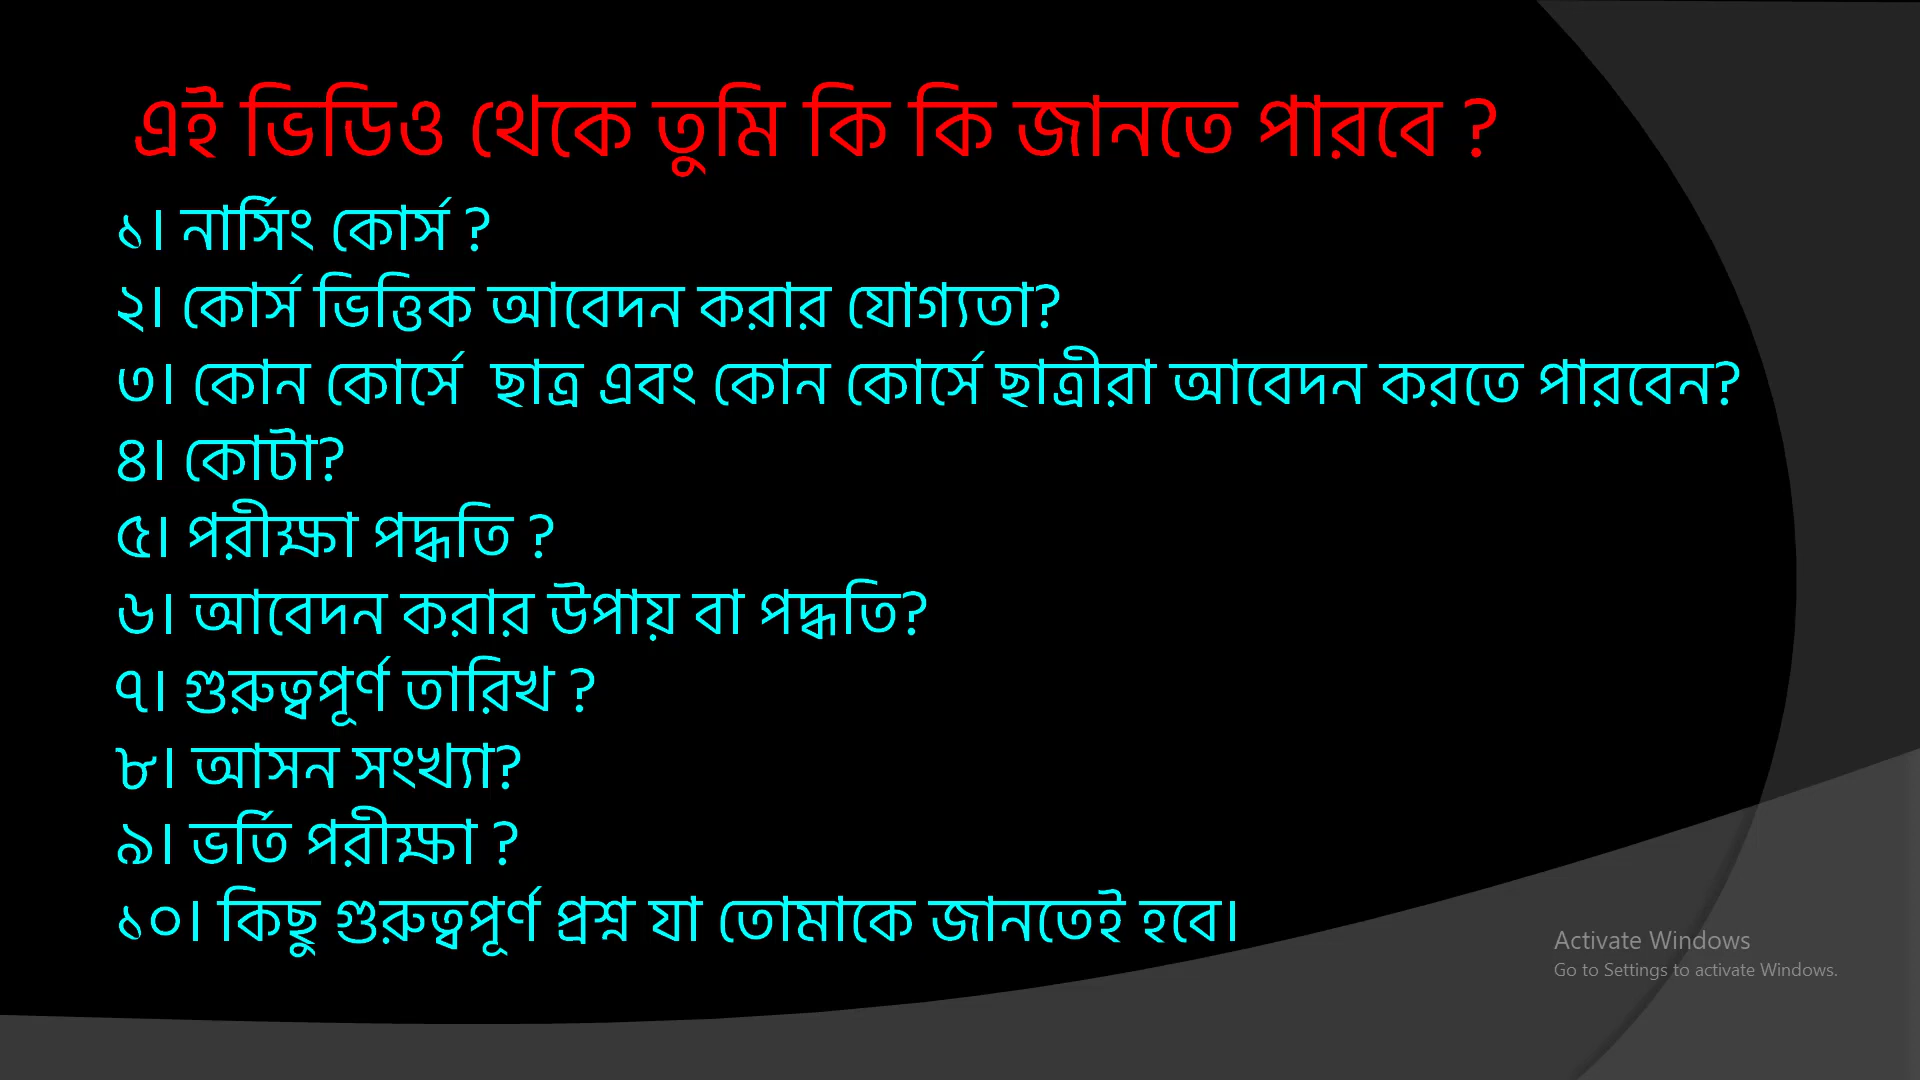 এই ভিডিও থেকে তুমি কি কি জানতে পারবে ?
১। নার্সিং কোর্স ?
২। কোর্স ভিত্তিক আবেদন করার যোগ্যতা?
৩। কোন কোর্সে  ছাত্র এবং কোন কোর্সে ছাত্রীরা আবেদন করতে পারবেন?
৪। কোটা?
৫। পরীক্ষা পদ্ধতি ?
৬। আবেদন করার উপায় বা পদ্ধতি?
৭। গুরুত্বপূর্ণ তারিখ ?
৮। আসন সংখ্যা?
৯। ভর্তি পরীক্ষা ?
১০। কিছু গুরুত্বপূর্ণ প্রশ্ন যা তোমাকে জানতেই হবে।
Activate Windows
Go to Settings to activate Windows.